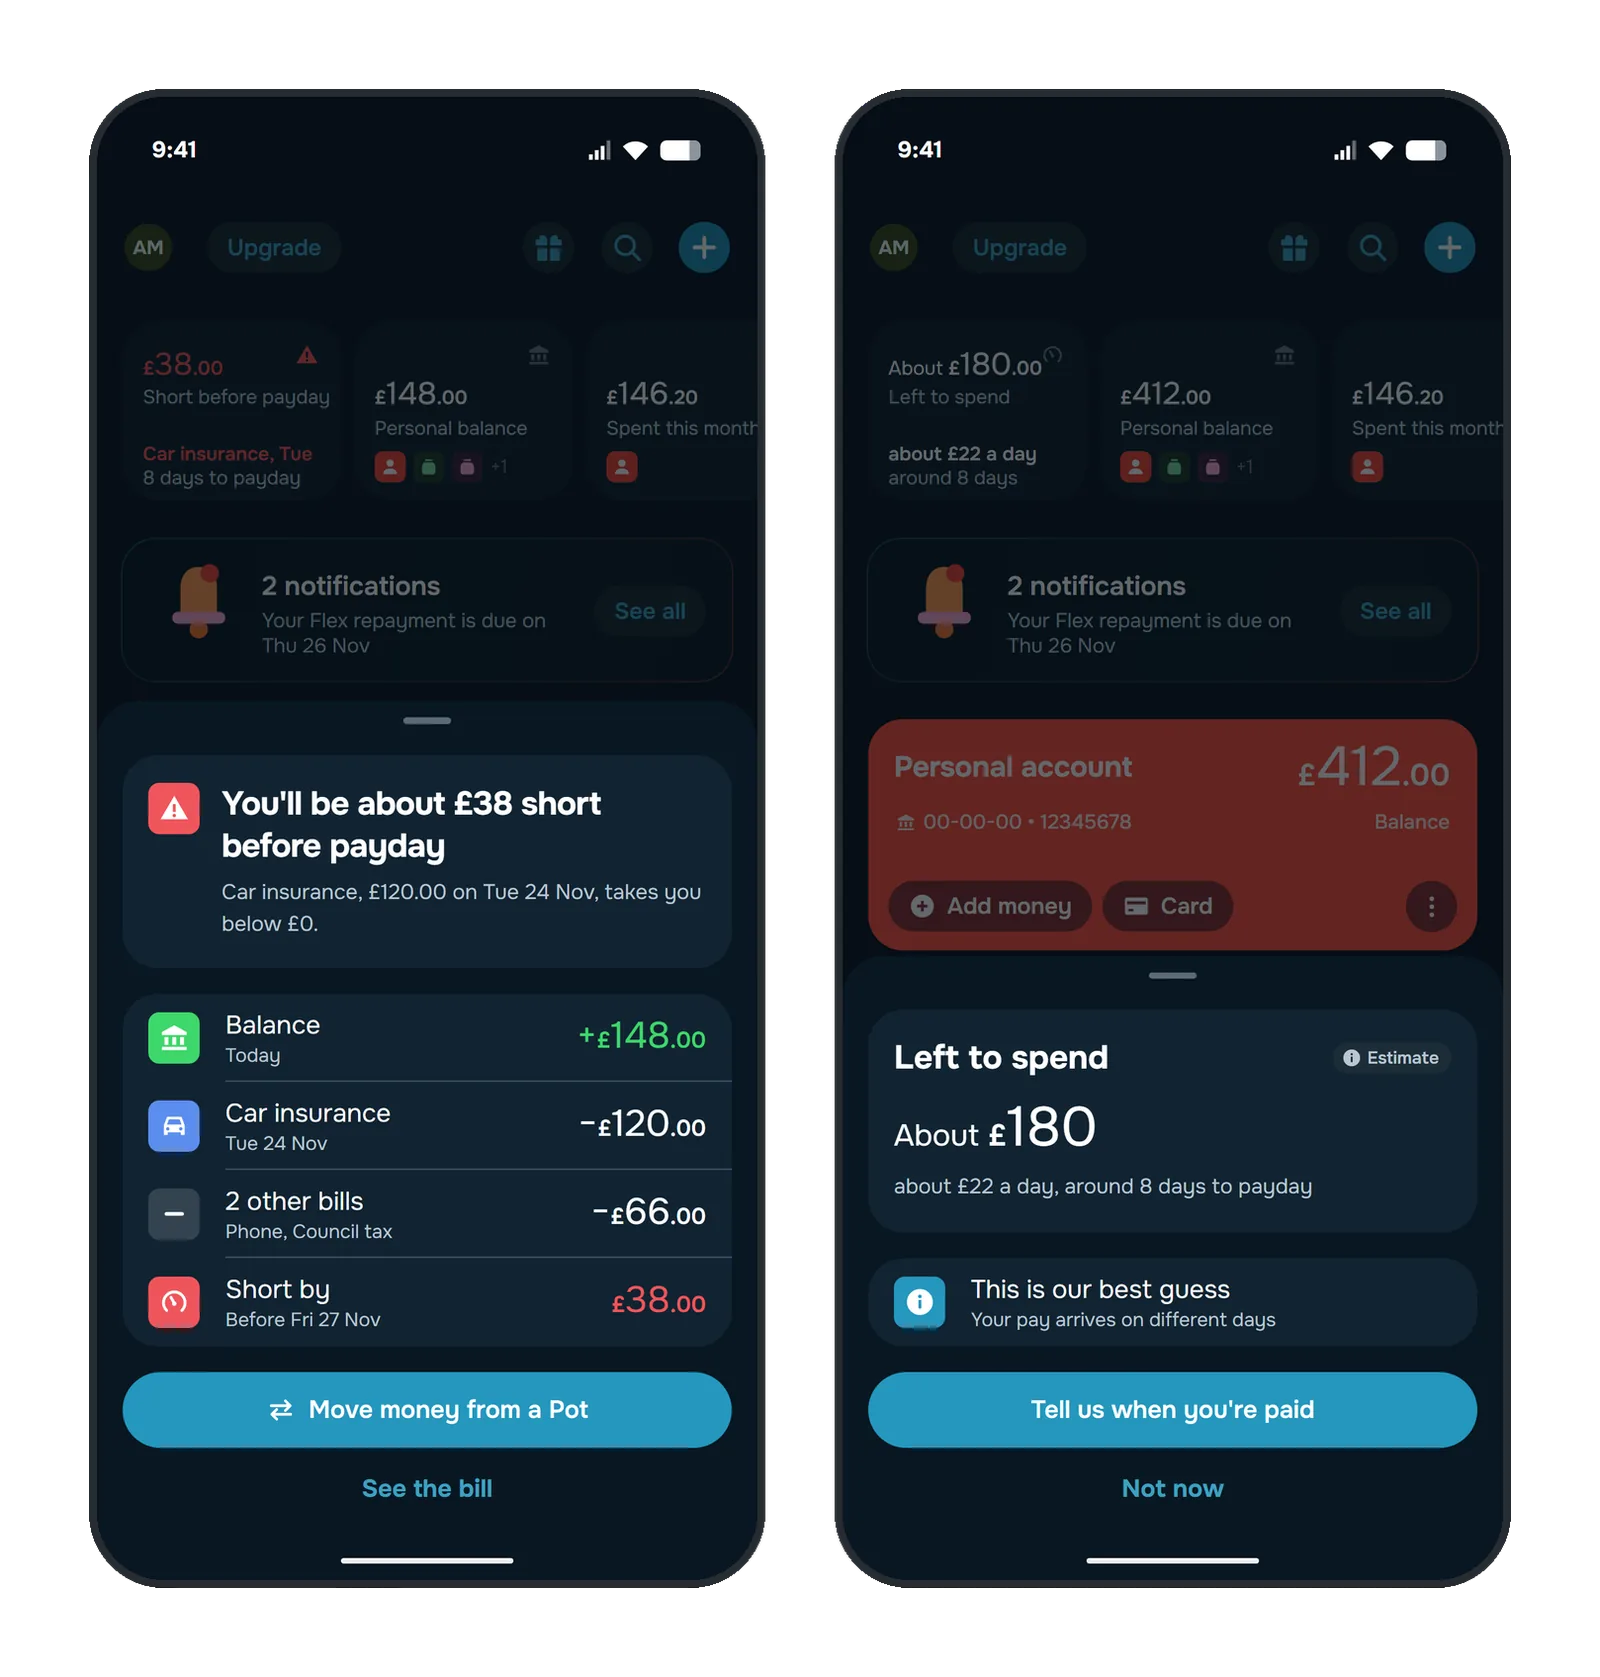 9:41
AM
Upgrade
£38.00
Short before payday
Car insurance, Tue
8 days to payday
£148.00
Personal balance
+1
£146.20
Spent this month
2 notifications
Your Flex repayment is due on
Thu 26 Nov
See all
You'll be about £38 short
before payday
Car insurance, £120.00 on Tue 24 Nov, takes you
below £0.
Balance
Today
+£148.00
Car insurance
Tue 24 Nov
−£120.00
2 other bills
Phone, Council tax
−£66.00
Short by
Before Fri 27 Nov
£38.00
Move money from a Pot
See the bill
9:41
AM
Upgrade
About £180.00
Left to spend
about £22 a day
around 8 days
£412.00
Personal balance
+1
£146.20
Spent this month
2 notifications
Your Flex repayment is due on
Thu 26 Nov
See all
Personal account
£412.00
00-00-00 • 12345678
Balance
Add money
Card
Left to spend
Estimate
About £180
about £22 a day, around 8 days to payday
This is our best guess
Your pay arrives on different days
Tell us when you're paid
Not now